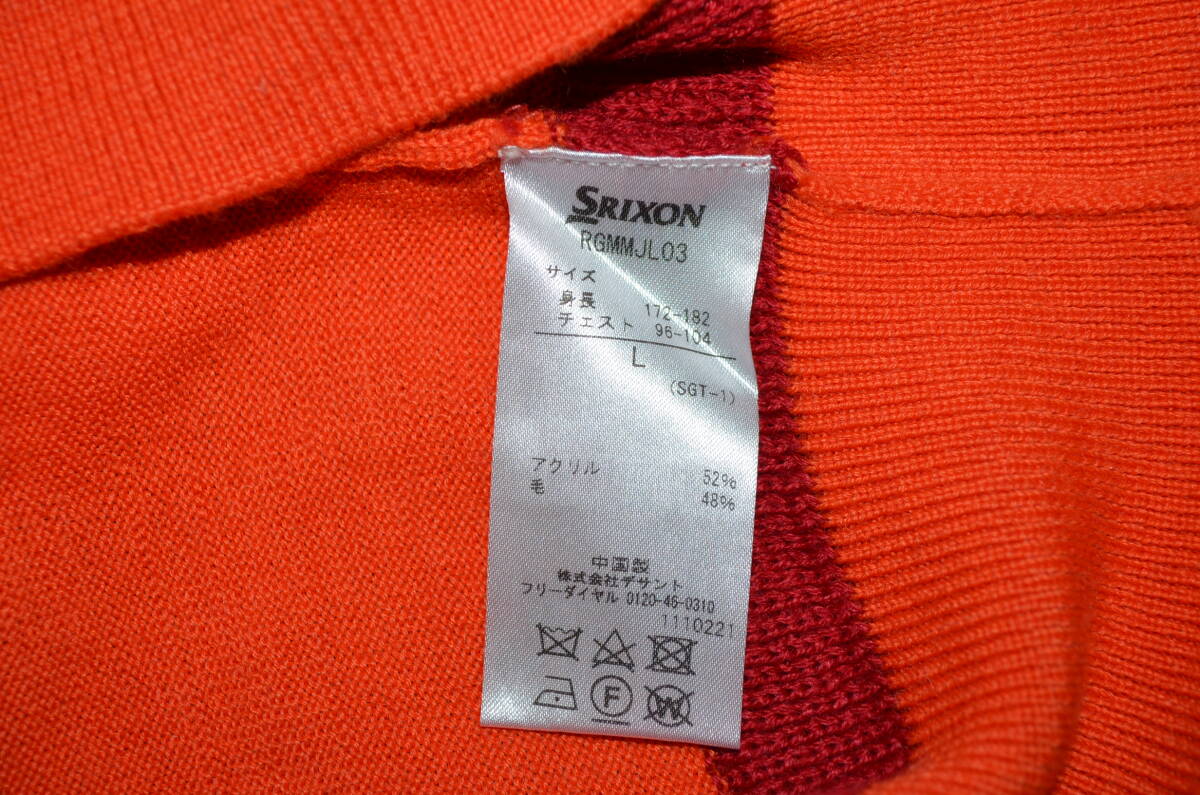 SRIXON
RGMMJL03
サイズ
身長 172-182
チェスト 96-104
L
(SGT-1)
アクリル 52%
毛 48%
中国製
株式会社デサント
フリーダイヤル 0120-46-0310
1110221
F W